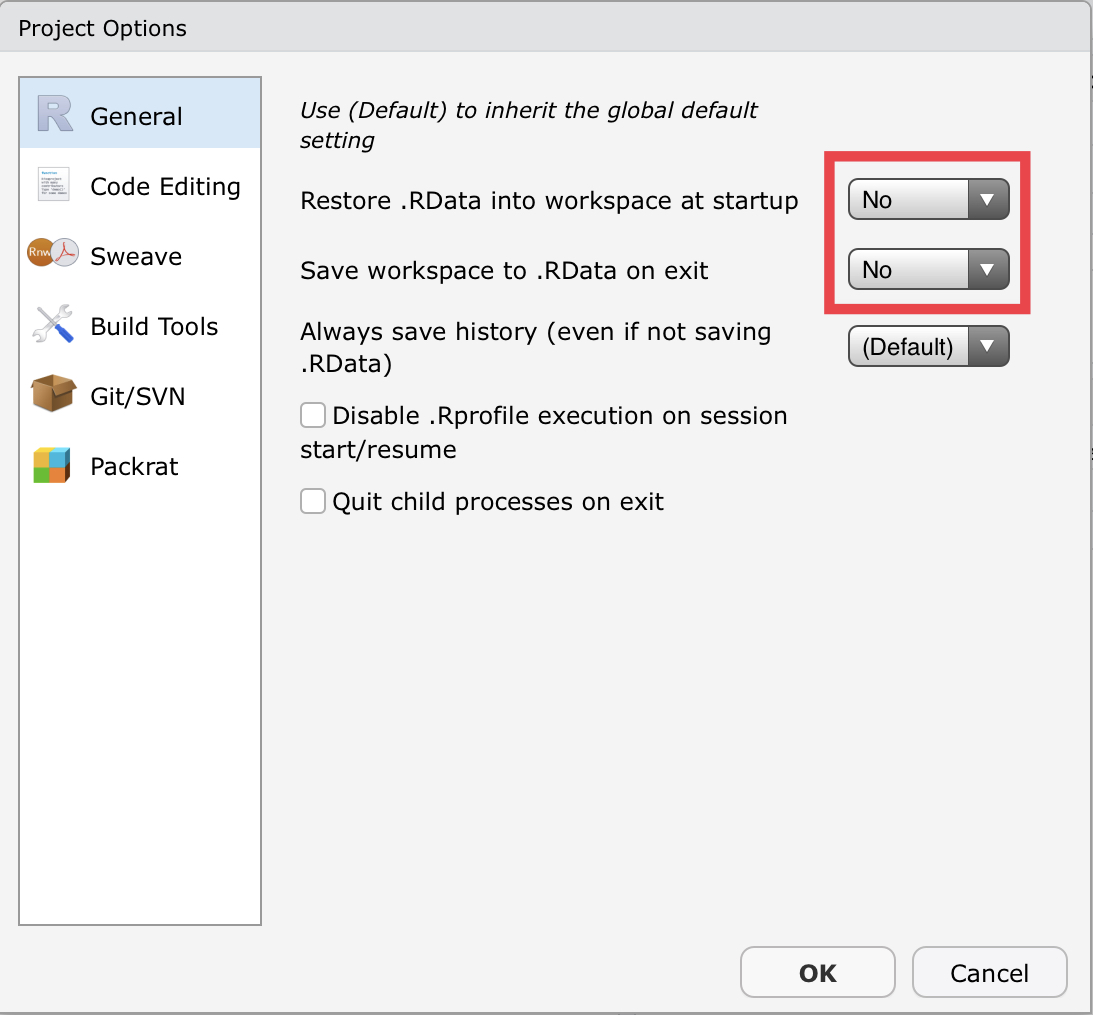 Project Options
General
Code Editing
Sweave
Build Tools
Git/SVN
Packrat
Use (Default) to inherit the global default
setting
Restore .RData into workspace at startup
No
Save workspace to .RData on exit
No
Always save history (even if not saving
.RData)
(Default)
Disable .Rprofile execution on session
start/resume
Quit child processes on exit
OK
Cancel
R
Rnw